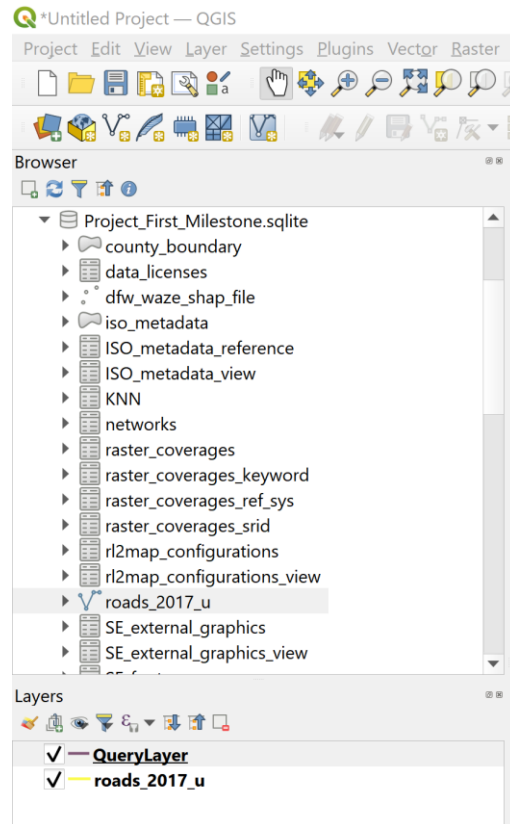 *Untitled Project — QGIS
Project Edit View Layer Settings Plugins Vector Raster
a
Browser
Project_First_Milestone.sqlite
county_boundary
data_licenses
dfw_waze_shap_file
iso_metadata
ISO_metadata_reference
ISO_metadata_view
KNN
networks
raster_coverages
raster_coverages_keyword
raster_coverages_ref_sys
raster_coverages_srid
rl2map_configurations
rl2map_configurations_view
roads_2017_u
SE_external_graphics
SE_external_graphics_view
Layers
QueryLayer
roads_2017_u